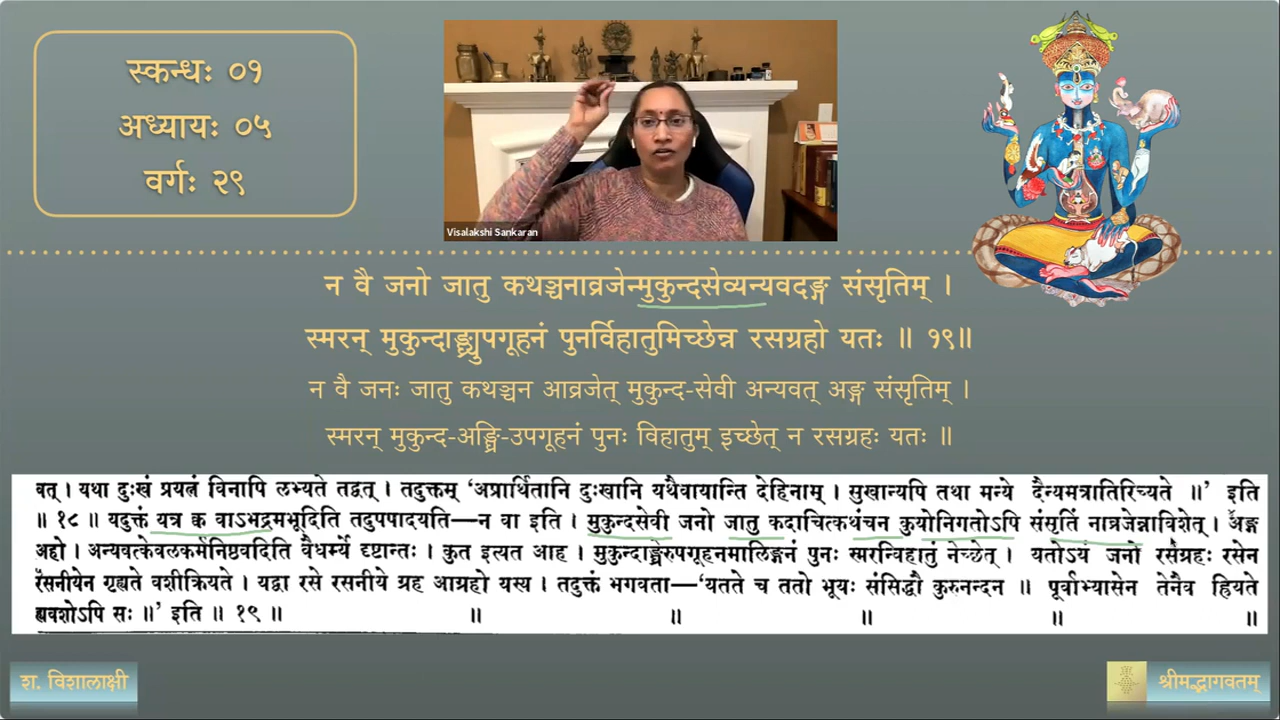 स्कन्धः ०१
अध्यायः ०५
वर्गः २९
Visalakshi Sankaran
न वै जनो जातु कथञ्चनाव्रजेन्मुकुन्दसेव्यन्यवदङ्ग संसृतिम् ।
स्मरन् मुकुन्दाङ्घ्र्युपगूहनं पुनर्विहातुमिच्छेन्न रसग्रहो यतः ॥ १९॥
न वै जनः जातु कथञ्चन आव्रजेत् मुकुन्द-सेवी अन्यवत् अङ्ग संसृतिम् ।
स्मरन् मुकुन्द-अङ्घ्रि-उपगूहनं पुनः विहातुम् इच्छेत् न रसग्रहः यतः ॥
वत् । यथा दुःखं प्रयत्नं विनापि लभ्यते तद्वत् । तदुक्तम् ‘अप्रार्थितानि दुःखानि यथैवायान्ति देहिनाम् । सुखान्यपि तथा मन्ये दैन्यमत्रातिरिच्यते ॥’ इति
॥ १८ ॥ यदुक्तं यत्र क्व वाऽभद्रमभूदिति तदुपपादयति—न वा इति । मुकुन्दसेवी जनो जातु कदाचित्कथंचन कुयोनिगतोऽपि संसृतिं नाव्रजेन्नाविशेत् । अङ्ग
अहो । अन्यवत्केवलकर्मनिष्ठवदिति वैधर्म्ये दृष्टान्तः । कुत इत्यत आह । मुकुन्दाङ्घ्रेरुपगूहनमालिङ्गनं पुनः स्मरन्विहातुं नेच्छेत् । यतोऽयं जनो रसग्रहः रसेन
रसनीयेन गृह्यते वशीक्रियते । यद्वा रसे रसनीये ग्रह आग्रहो यस्य । तदुक्तं भगवता—‘यतते च ततो भूयः संसिद्धौ कुरुनन्दन ॥ पूर्वाभ्यासेन तेनैव ह्रियते
ह्यवशोऽपि सः ॥’ इति ॥ १९ ॥ ॥ ॥ ॥ ॥ ॥
श. विशालाक्षी
श्रीमद्भागवतम्